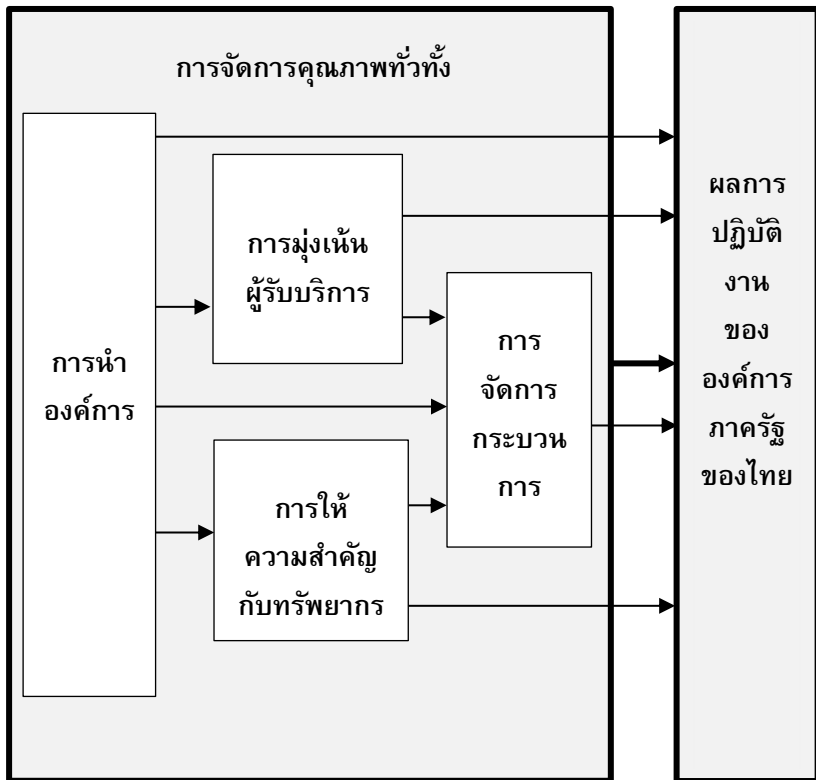 การจัดการคุณภาพทั่วทั้ง
การนำ
องค์การ
การมุ่งเน้น
ผู้รับบริการ
การให้
ความสำคัญ
กับทรัพยากร
การ
จัดการ
กระบวน
การ
ผลการ
ปฏิบัติ
งาน
ของ
องค์การ
ภาครัฐ
ของไทย